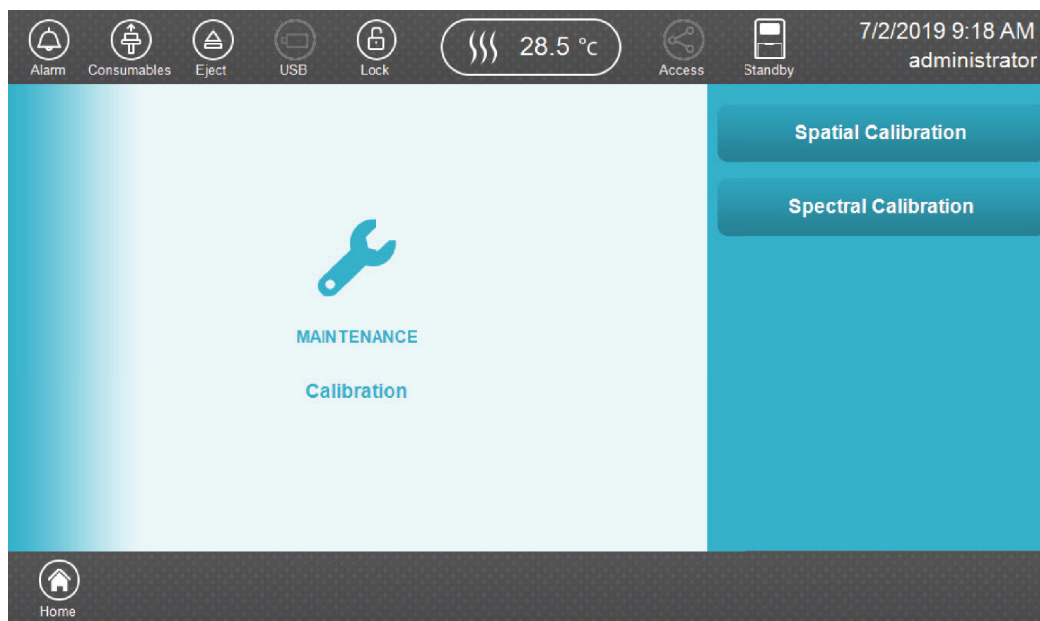 7/2/2019 9:18 AM
administrator
Alarm
Consumables
Eject
USB
Lock
28.5 °c
Access
Standby
Spatial Calibration
Spectral Calibration
MAINTENANCE
Calibration
Home